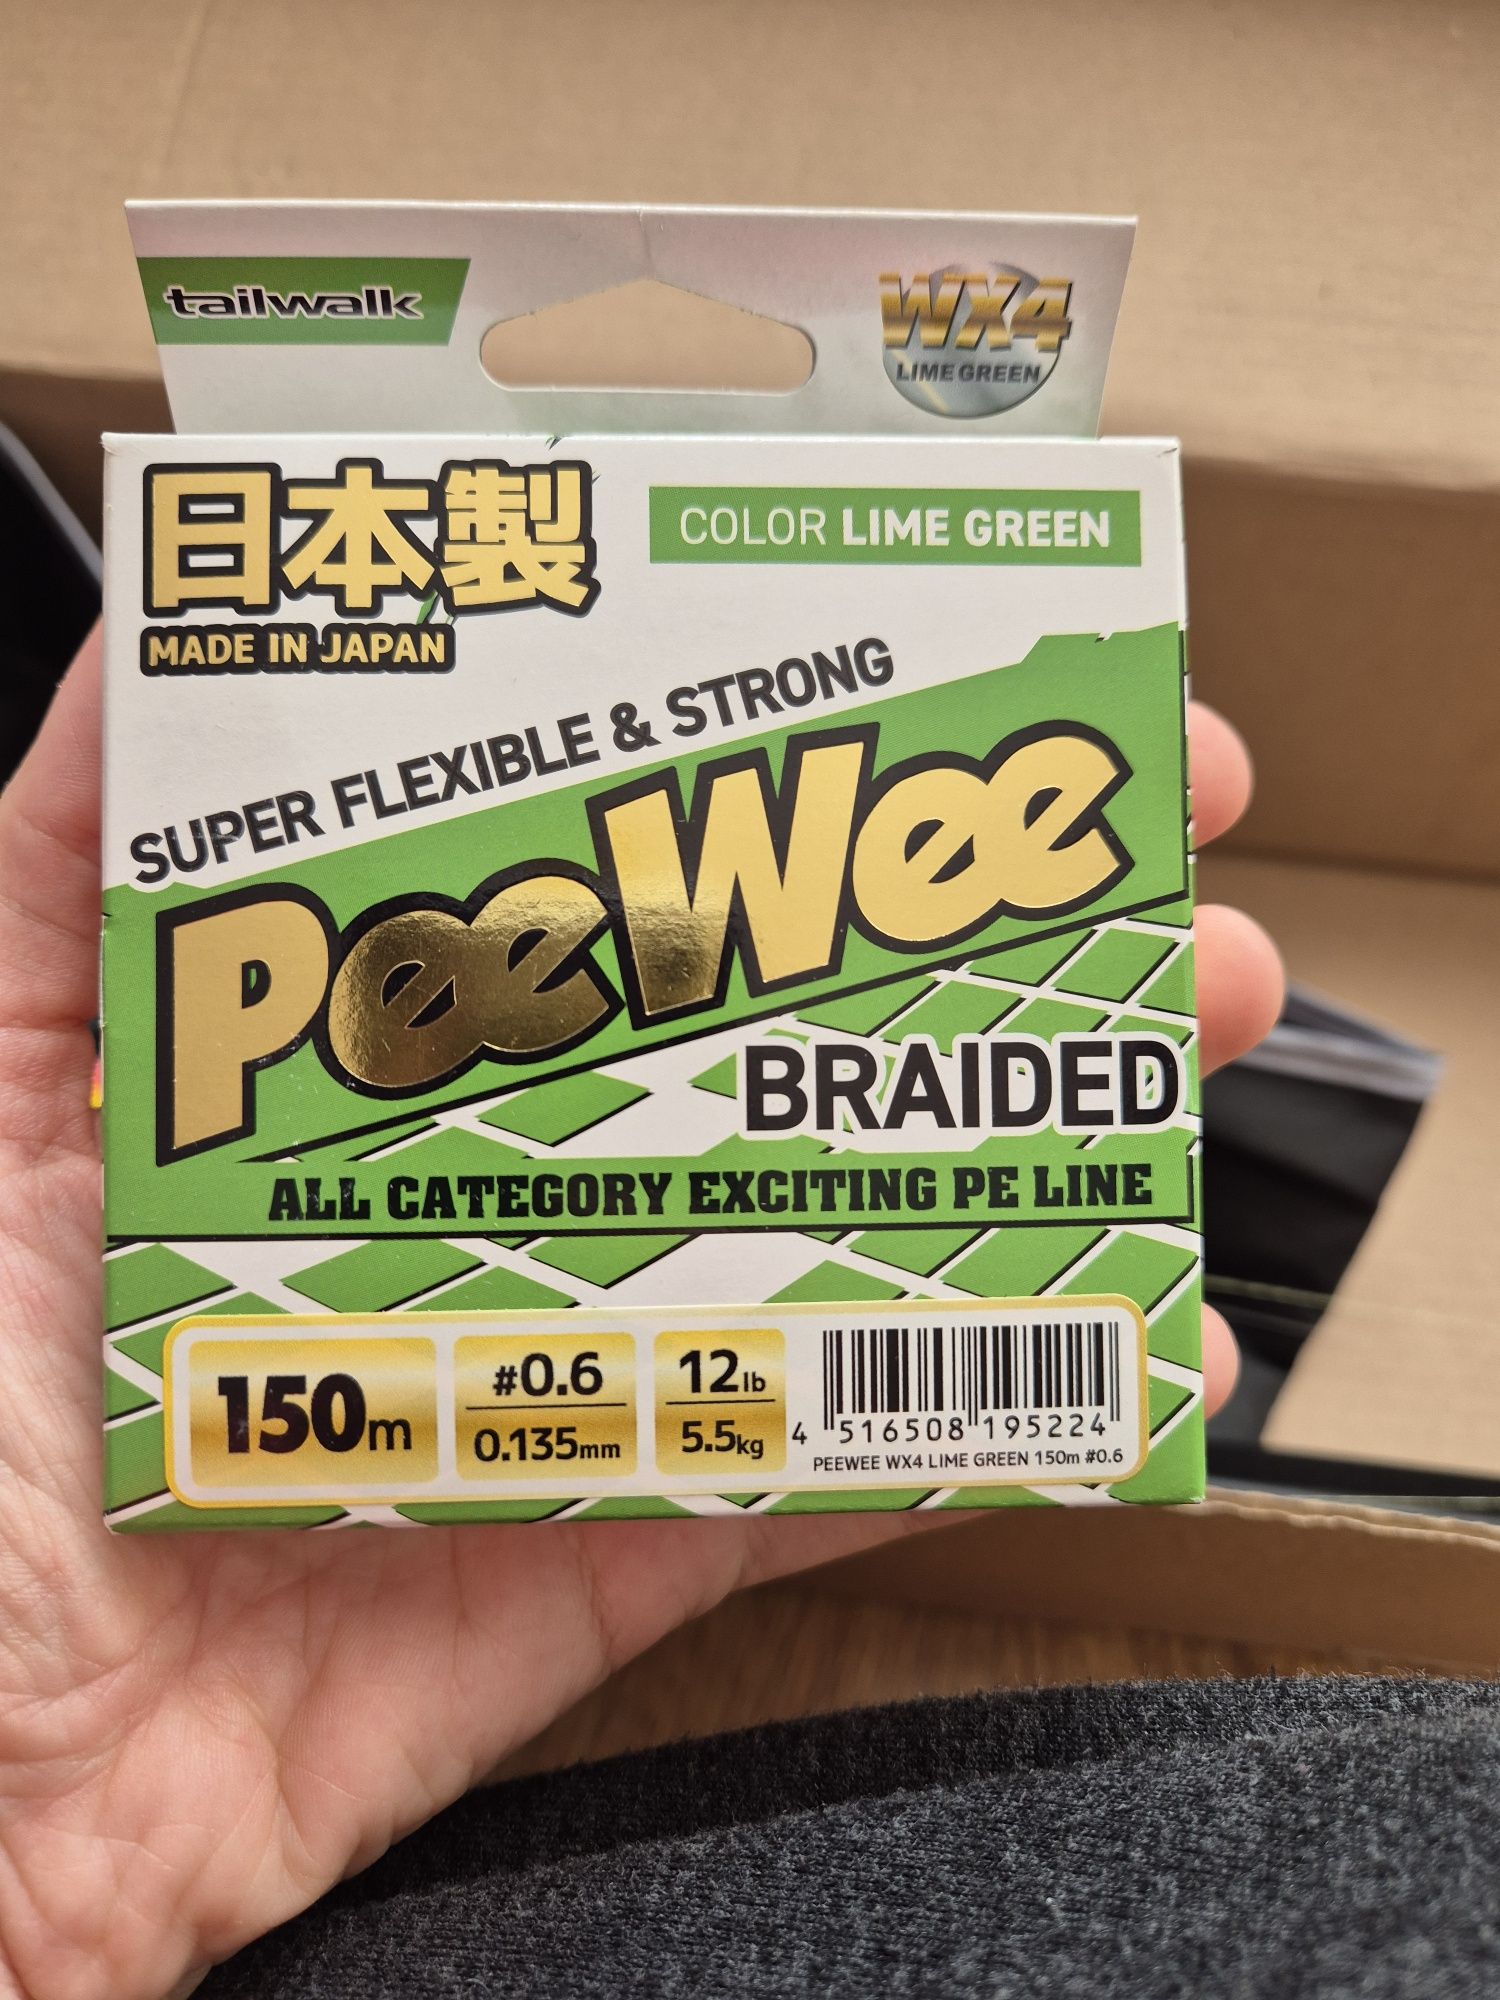 tailwalk
WX4
LIME GREEN
日本製
MADE IN JAPAN
COLOR LIME GREEN
SUPER FLEXIBLE & STRONG
PeeWee
BRAIDED
ALL CATEGORY EXCITING PE LINE
150m
#0.6
0.135mm
12lb
5.5kg
4 516508 195224
PEEWEE WX4 LIME GREEN 150m #0.6